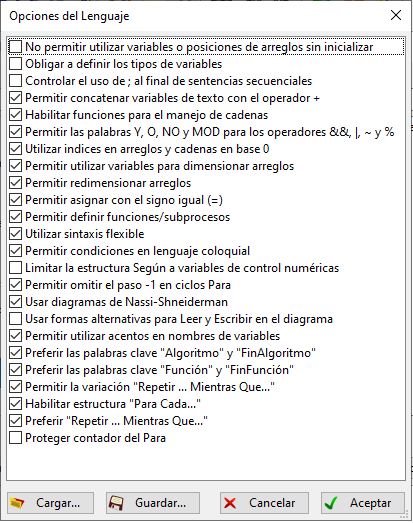 Opciones del Lenguaje
No permitir utilizar variables o posiciones de arreglos sin inicializar
Obligar a definir los tipos de variables
Controlar el uso de ; al final de sentencias secuenciales
Permitir concatenar variables de texto con el operador +
Habilitar funciones para el manejo de cadenas
Permitir las palabras Y, O, NO y MOD para los operadores &&, |, ~ y %
Utilizar indices en arreglos y cadenas en base 0
Permitir utilizar variables para dimensionar arreglos
Permitir redimensionar arreglos
Permitir asignar con el signo igual (=)
Permitir definir funciones/subprocesos
Utilizar sintaxis flexible
Permitir condiciones en lenguaje coloquial
Limitar la estructura Según a variables de control numéricas
Permitir omitir el paso -1 en ciclos Para
Usar diagramas de Nassi-Shneiderman
Usar formas alternativas para Leer y Escribir en el diagrama
Permitir utilizar acentos en nombres de variables
Preferir las palabras clave "Algoritmo" y "FinAlgoritmo"
Preferir las palabras clave "Función" y "FinFunción"
Permitir la variación "Repetir ... Mientras Que..."
Habilitar estructura "Para Cada..."
Preferir "Repetir ... Mientras Que..."
Proteger contador del Para
Cargar... Guardar... Cancelar Aceptar